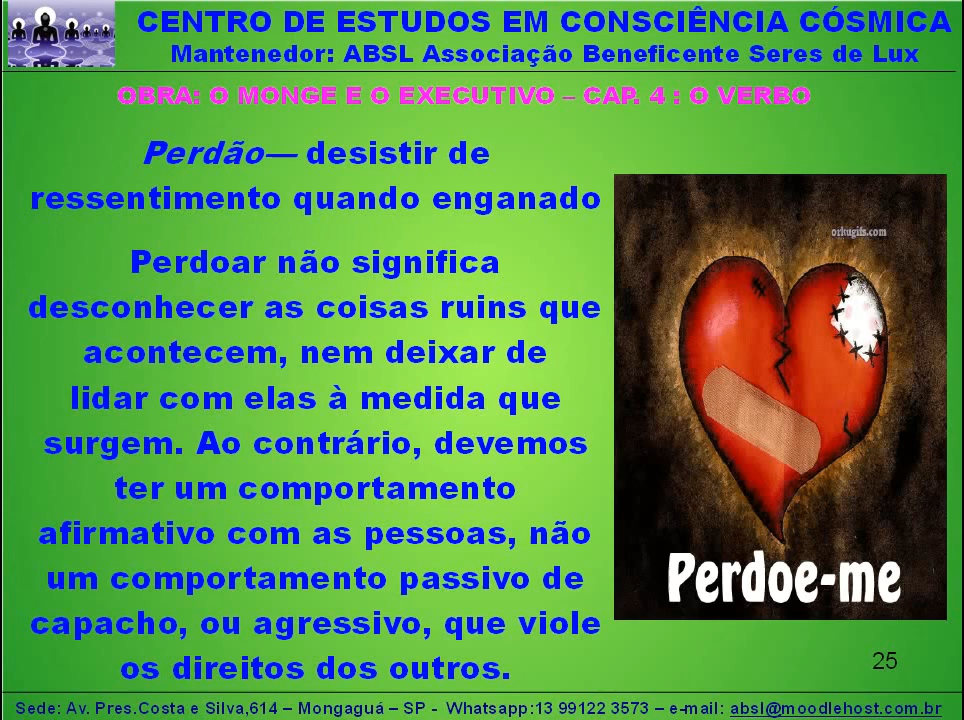 CENTRO DE ESTUDOS EM CONSCIÊNCIA CÓSMICA
Mantenedor: ABSL Associação Beneficente Seres de Lux
OBRA: O MONGE E O EXECUTIVO – CAP. 4 : O VERBO
Perdão— desistir de
ressentimento quando enganado
Perdoar não significa
desconhecer as coisas ruins que
acontecem, nem deixar de
lidar com elas à medida que
surgem. Ao contrário, devemos
ter um comportamento
afirmativo com as pessoas, não
um comportamento passivo de
capacho, ou agressivo, que viole
os direitos dos outros.
orkugifs.com
Perdoe-me
25
Sede: Av. Pres.Costa e Silva,614 – Mongaguá – SP - Whatsapp:13 99122 3573 – e-mail: absl@moodlehost.com.br